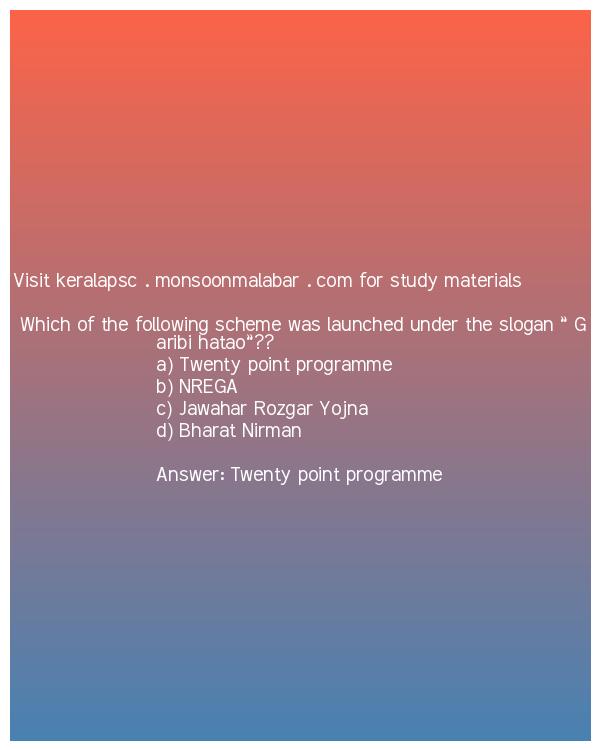 Visit keralapsc . monsoonmalabar . com for study materials
Which of the following scheme was launched under the slogan ” G
aribi hatao”??
a) Twenty point programme
b) NREGA
c) Jawahar Rozgar Yojna
d) Bharat Nirman
Answer: Twenty point programme